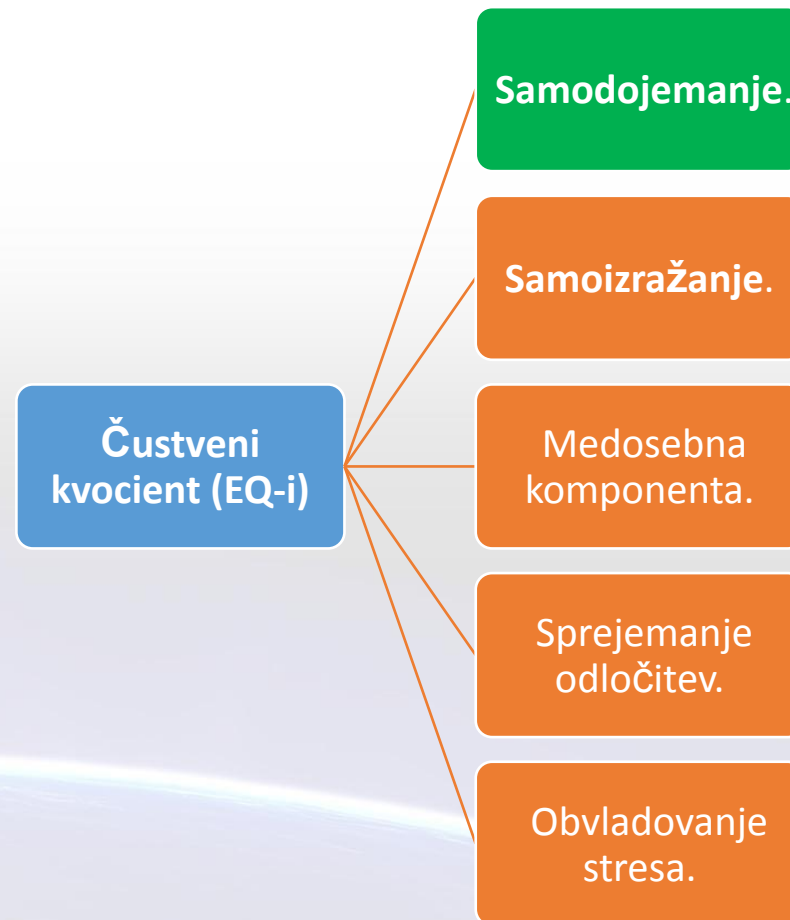 Samodojemanje.
Samoizražanje.
Čustveni
kvocient (EQ-i)
Medosebna
komponenta.
Sprejemanje
odločitev.
Obvladovanje
stresa.